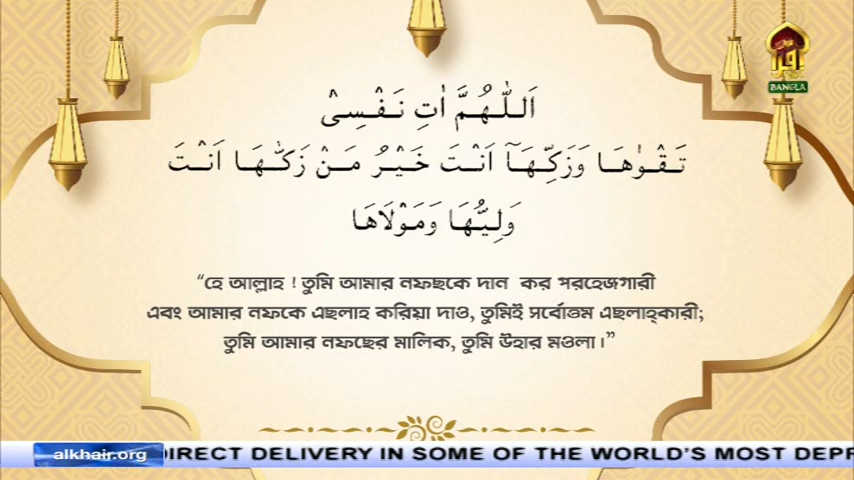 اَللّٰهُمَّ اٰتِ نَفْسِیْ
تَقْوٰهَا وَزَكِّهَآ اَنْتَ خَيْرُ مَنْ زَكّٰهَا اَنْتَ
وَلِيُّهَا وَمَوْلَاهَا
“হে আল্লাহ ! তুমি আমার নফছকে দান কর পরহেজগারী
এবং আমার নফকে এছলাহ করিয়া দাও, তুমিই সর্বোত্তম এছলাহ্কারী;
তুমি আমার নফছের মালিক, তুমি উহার মওলা।”
اقرأ
BANGLA
alkhair.org
DIRECT DELIVERY IN SOME OF THE WORLD'S MOST DEPR